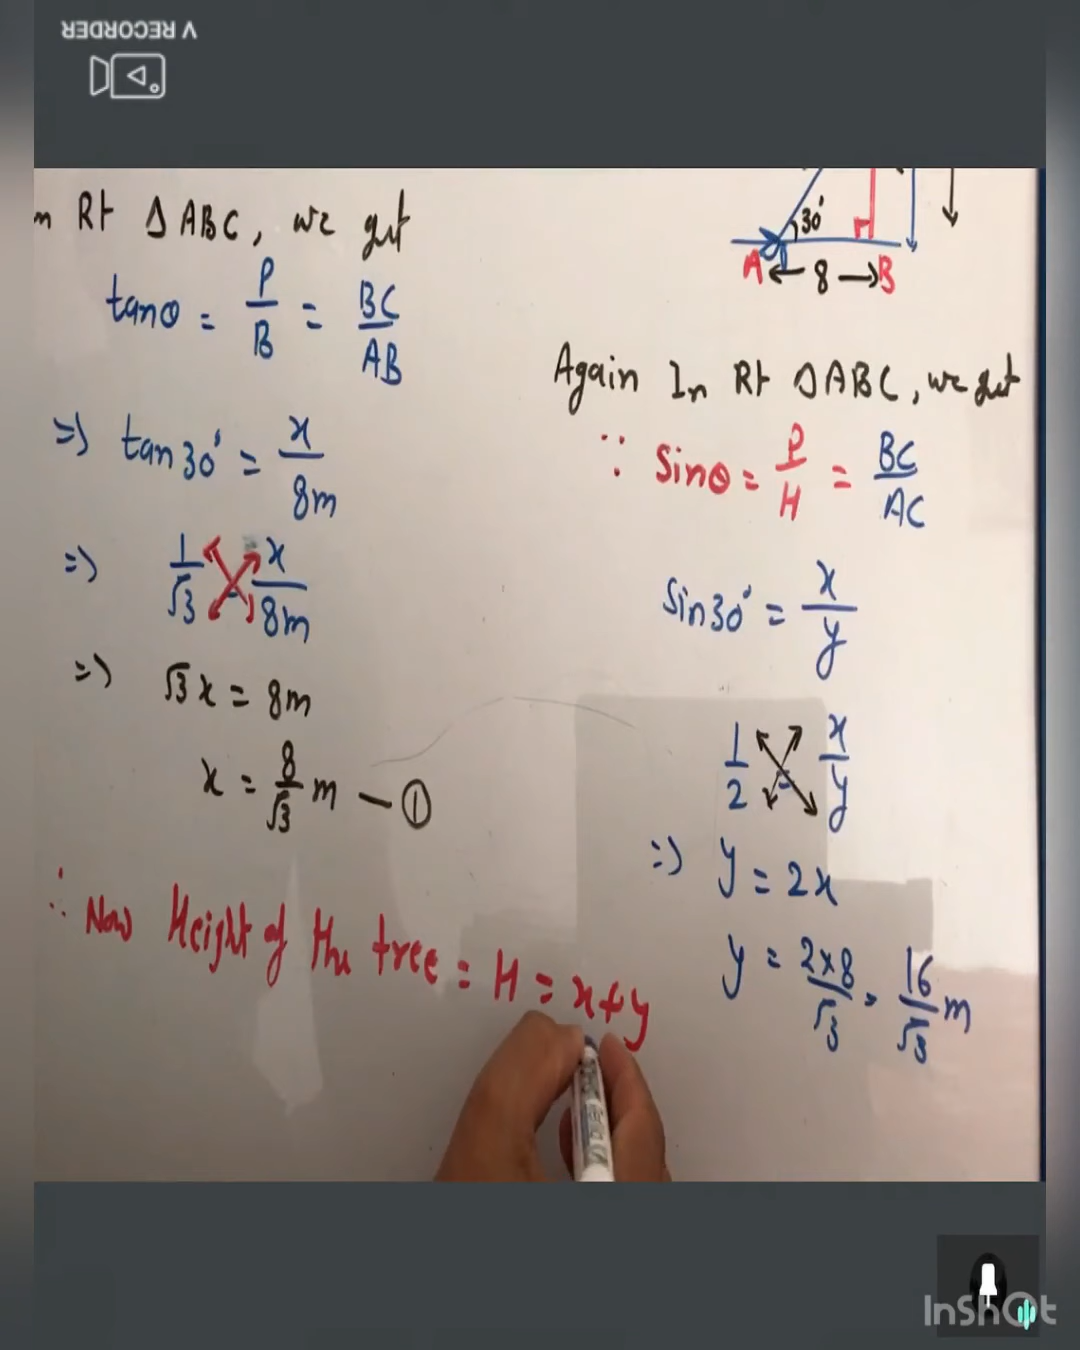 V RECORDER
n Rt Δ ABC, we get
tanθ = P/B = BC/AB
=> tan30° = x/8m
=> 1/√3 = x/8m
=> √3x = 8m
x = 8/√3 m — ①
∴ Now Height of the tree = H = x + y
30°
A ← 8 → B
Again In Rt ΔABC, we get
∵ Sinθ = P/H = BC/AC
Sin30° = x/y
1/2 = x/y
=> y = 2x
y = 2×8/√3 = 16/√3 m
InShOt